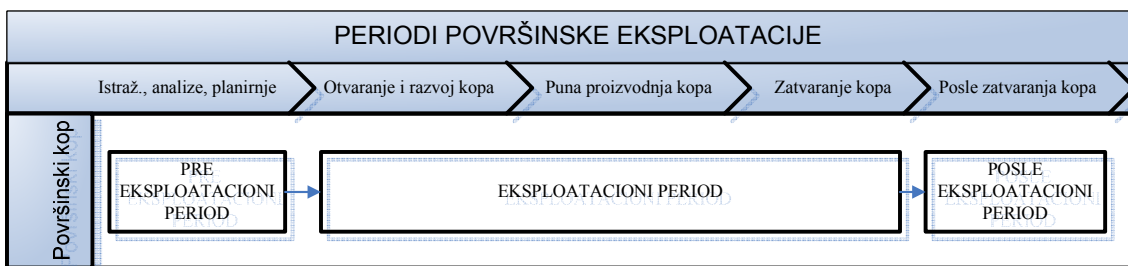 PERIODI POVRŠINSKE EKSPLOATACIJE
Istraž., analize, planirnje
Otvaranje i razvoj kopa
Puna proizvodnja kopa
Zatvaranje kopa
Posle zatvaranja kopa
Površinski kop
PRE
EKSPLOATACIONI
PERIOD
EKSPLOATACIONI PERIOD
POSLE
EKSPLOATACIONI
PERIOD